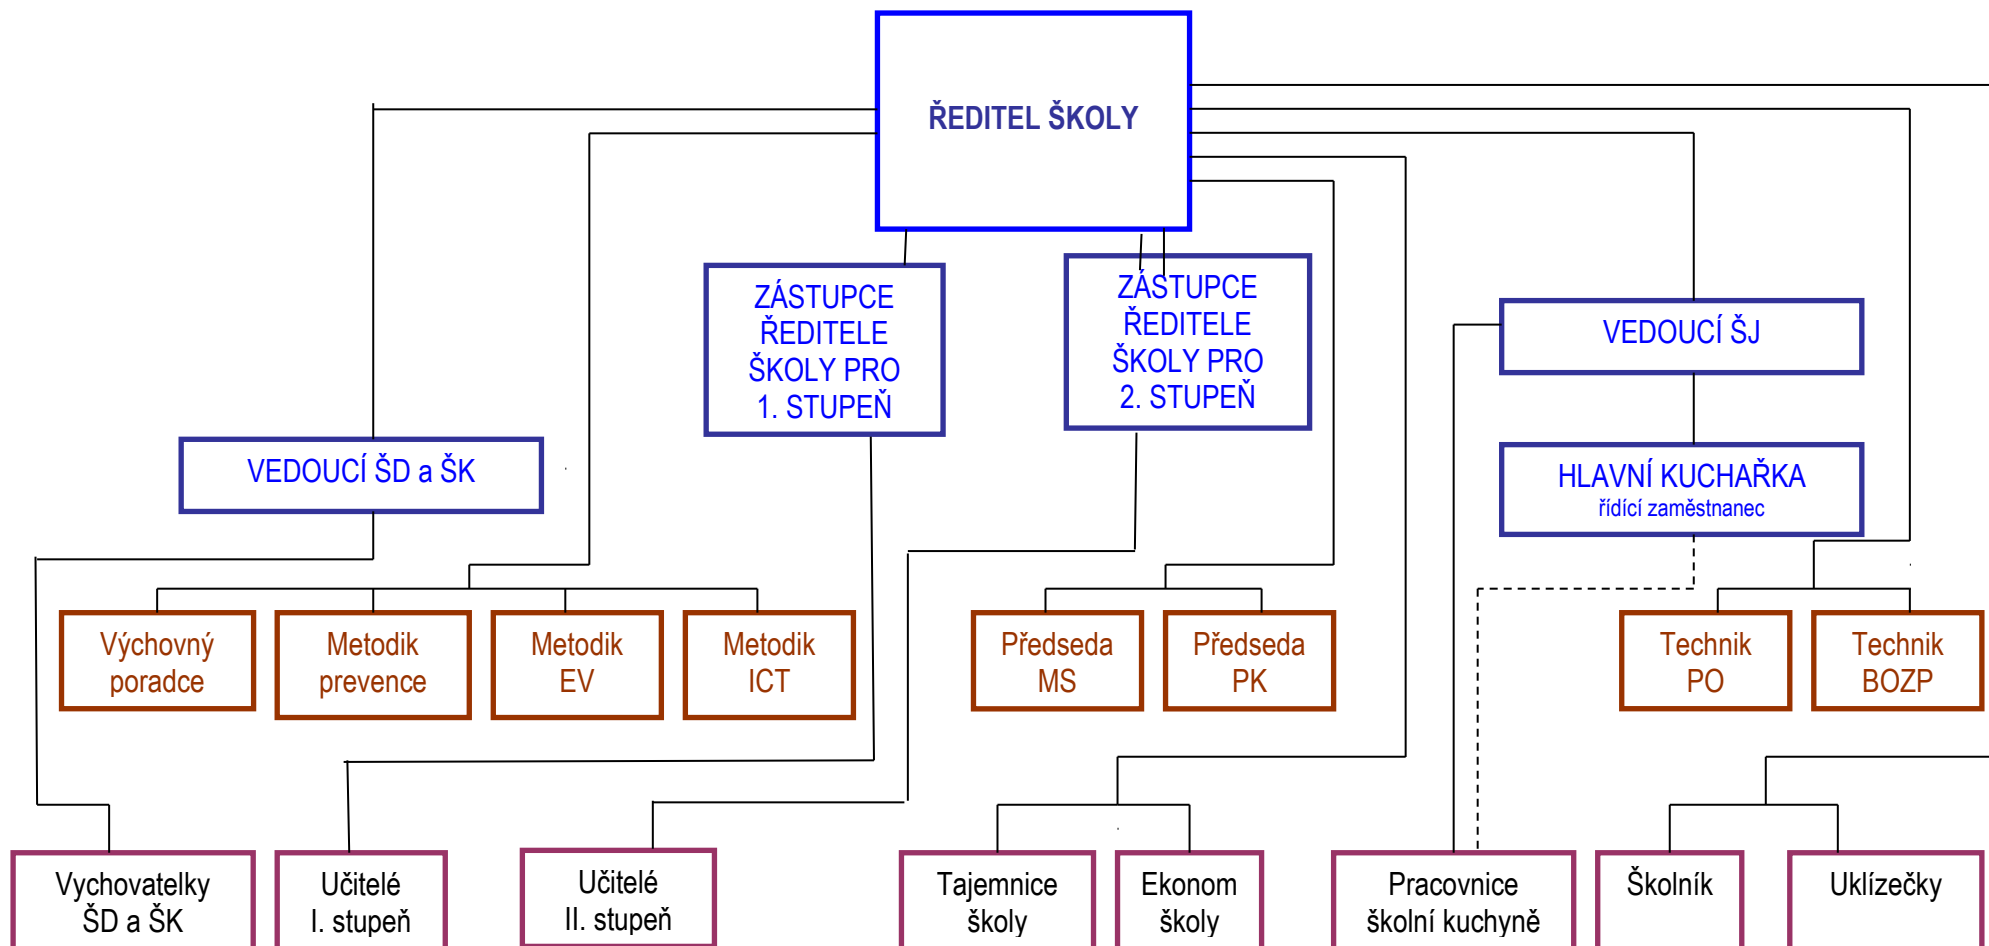 ŘEDITEL ŠKOLY
ZÁSTUPCE
ŘEDITELE
ŠKOLY PRO
1. STUPEŇ
ZÁSTUPCE
ŘEDITELE
ŠKOLY PRO
2. STUPEŇ
VEDOUCÍ ŠJ
VEDOUCÍ ŠD a ŠK
HLAVNÍ KUCHAŘKA
řídící zaměstnanec
Výchovný
poradce
Metodik
prevence
Metodik
EV
Metodik
ICT
Předseda
MS
Předseda
PK
Technik
PO
Technik
BOZP
Vychovatelky
ŠD a ŠK
Učitelé
I. stupeň
Učitelé
II. stupeň
Tajemnice
školy
Ekonom
školy
Pracovnice
školní kuchyně
Školník
Uklízečky